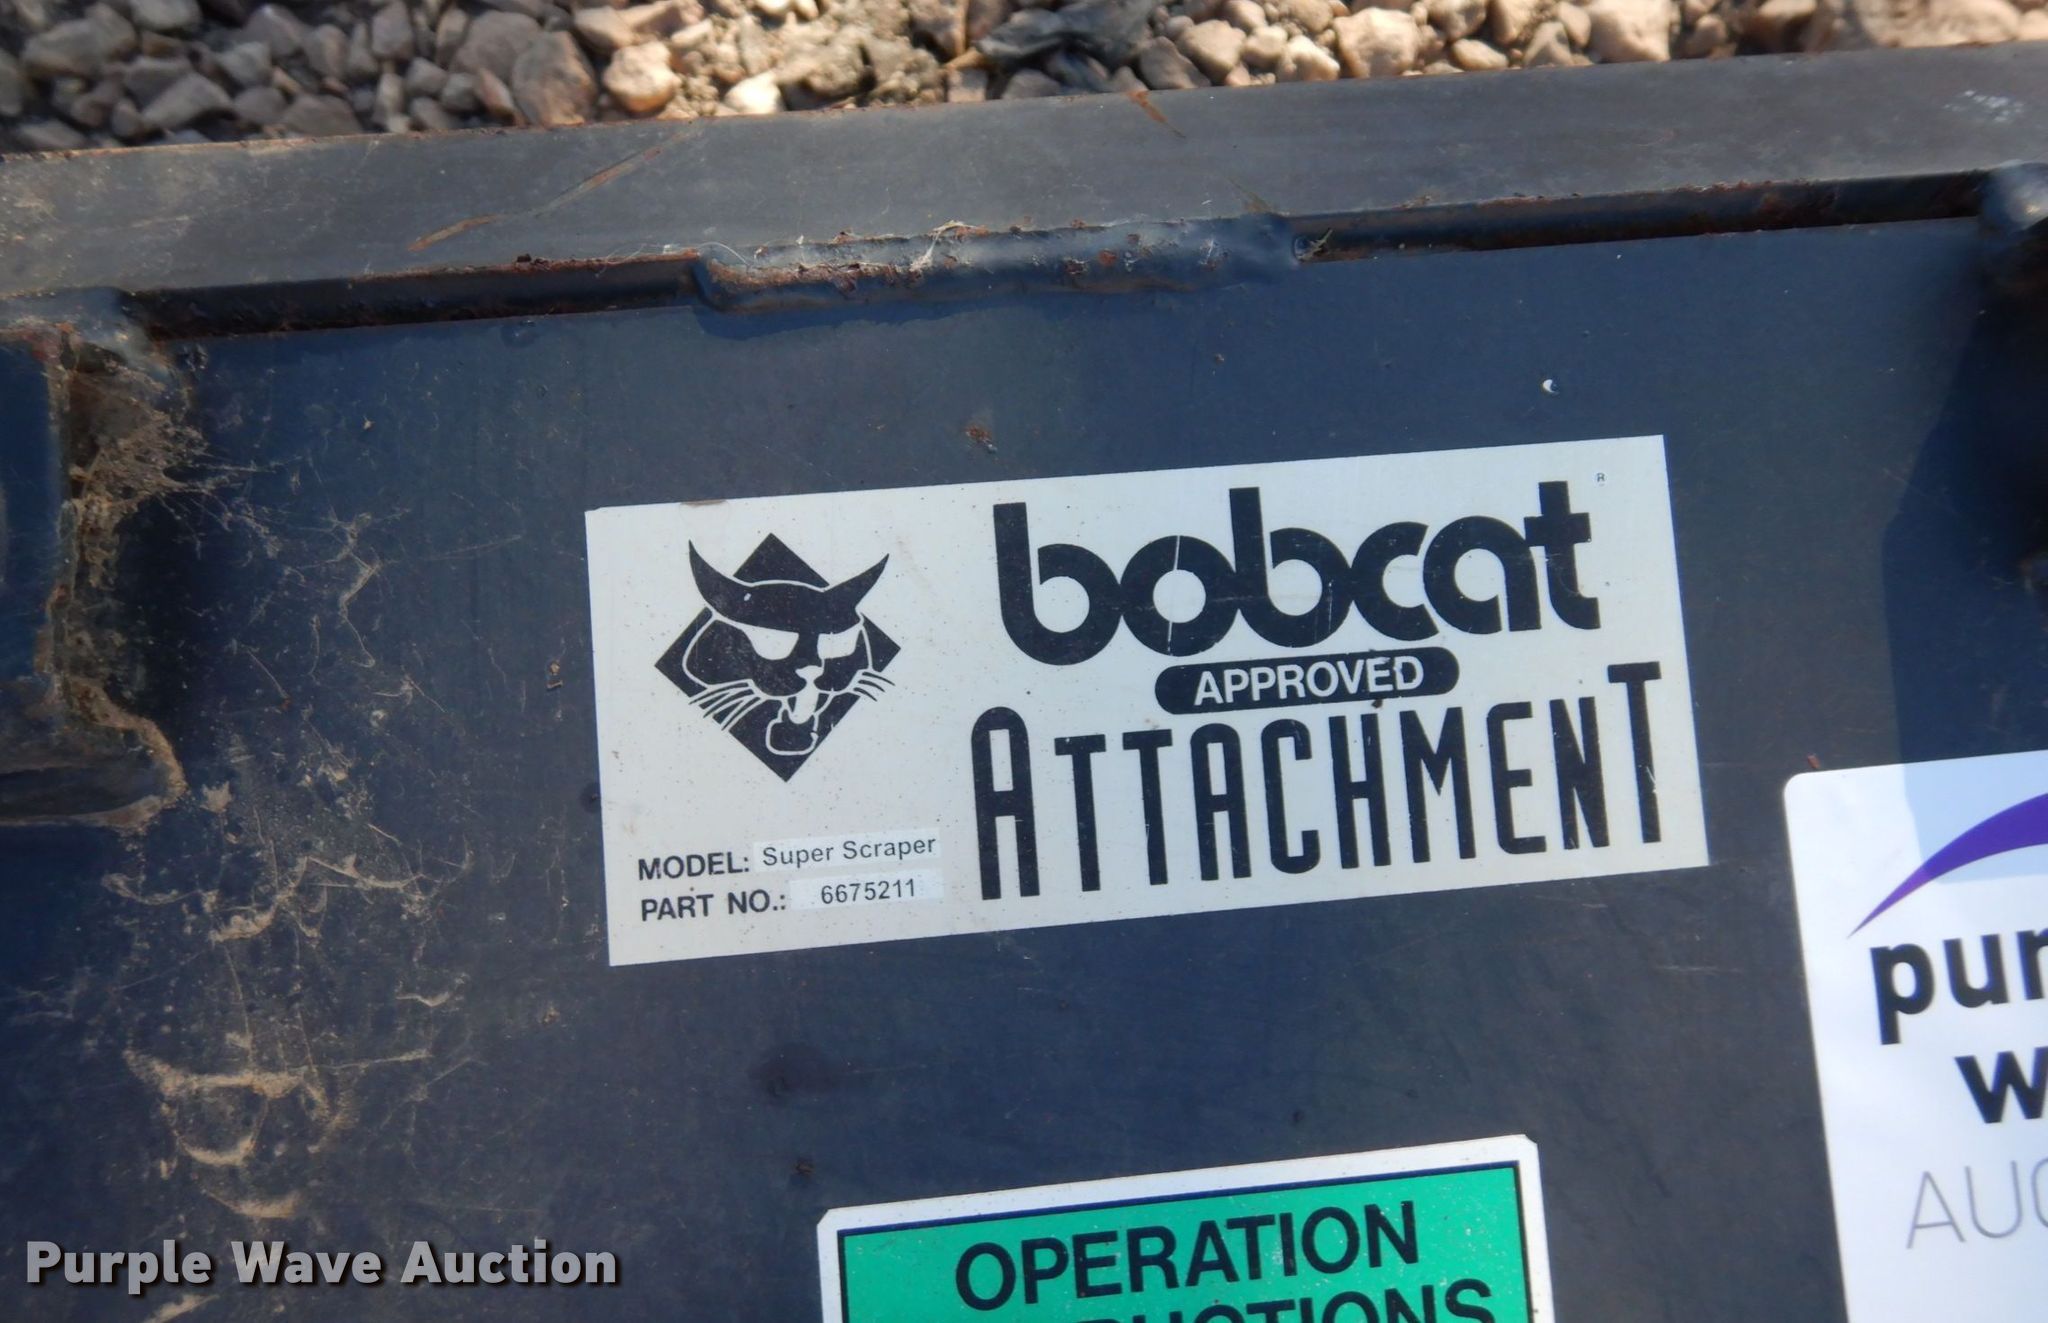 bobcat ®
APPROVED
ATTACHMENT
MODEL: Super Scraper
PART NO.: 6675211
OPERATION
Purple Wave Auction